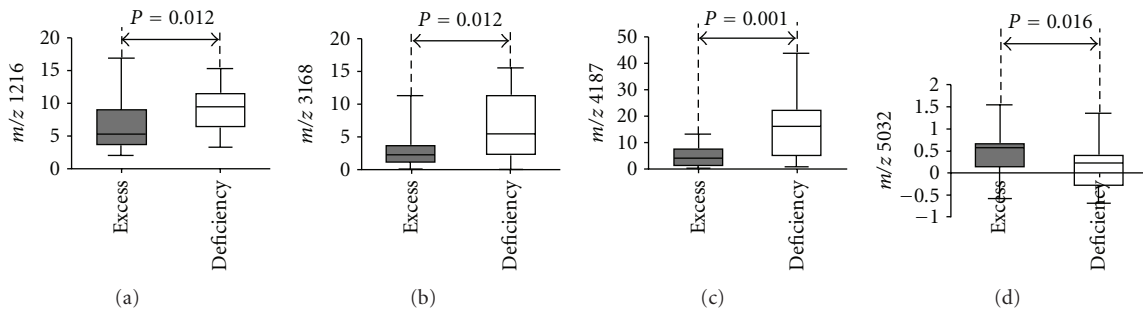 P = 0.012
20
15
10
5
0
m/z 1216
Excess
Deficiency
(a)
P = 0.012
20
15
10
5
0
m/z 3168
Excess
Deficiency
(b)
P = 0.001
50
40
30
20
10
0
m/z 4187
Excess
Deficiency
(c)
P = 0.016
2
1.5
1
0.5
0
−0.5
−1
m/z 5032
Excess
Deficiency
(d)